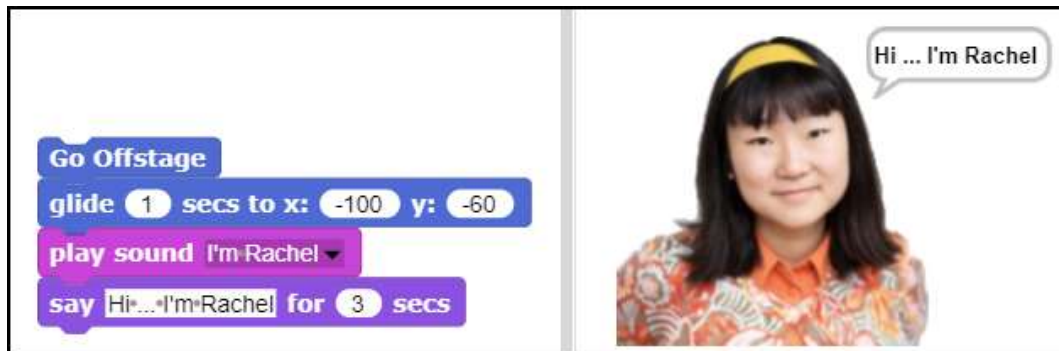 Go Offstage
glide 1 secs to x: -100 y: -60
play sound I'm Rachel
say Hi ... I'm Rachel for 3 secs
Hi ... I'm Rachel